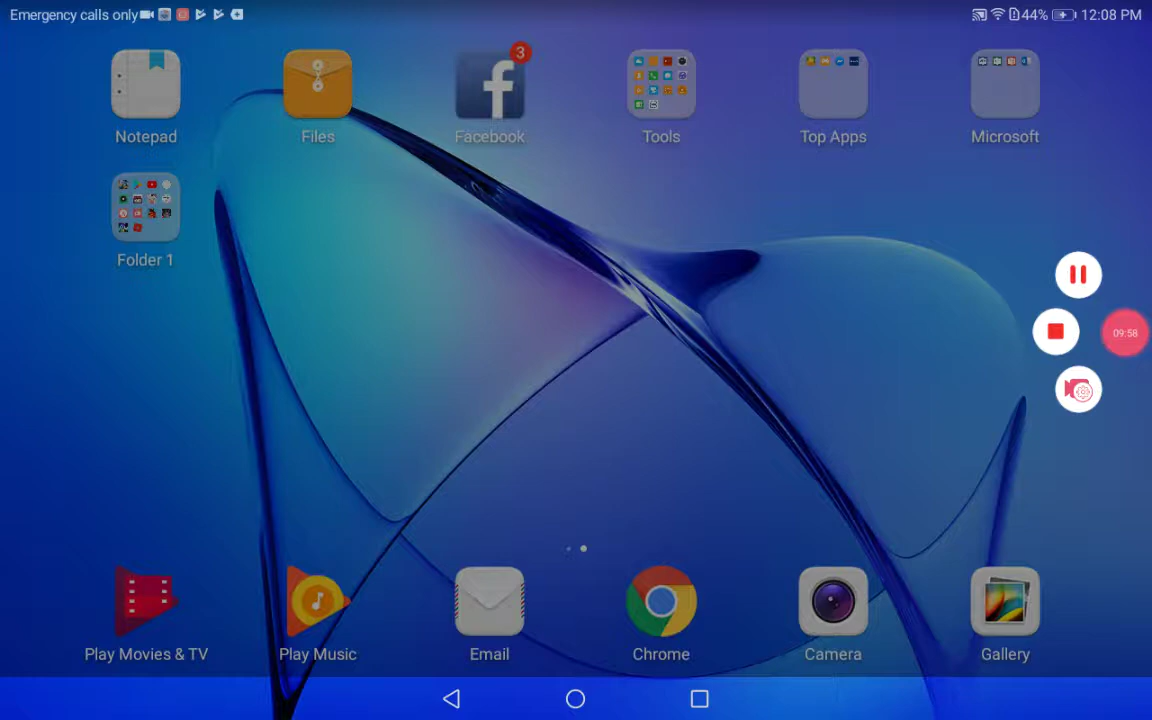 Emergency calls only 44% 12:08 PM
3
Notepad Files Facebook Tools Top Apps Microsoft
Folder 1
09:58
Play Movies & TV Play Music Email Chrome Camera Gallery